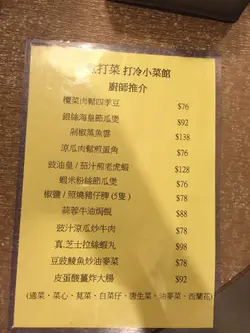 打菜 打冷小菜館
廚師推介
欖菜肉鬆四季豆 $76
銀絲海皇節瓜煲 $92
剁椒蒸魚雲 $138
涼瓜肉鬆煎蛋角 $76
豉油皇/茄汁煎老虎蝦 $128
蝦米粉絲節瓜煲 $76
椒鹽/照燒豬仔脾(5隻) $78
蒜蓉牛油焗蜆 $88
豉汁涼瓜炒牛肉 $78
真.芝士拉絲蝦丸 $98
豆豉鯪魚炒油麥菜 $78
皮蛋酸薑炸大腸 $92
(通菜、菜心、莧菜、白菜仔、唐生菜、油麥菜、西蘭花)